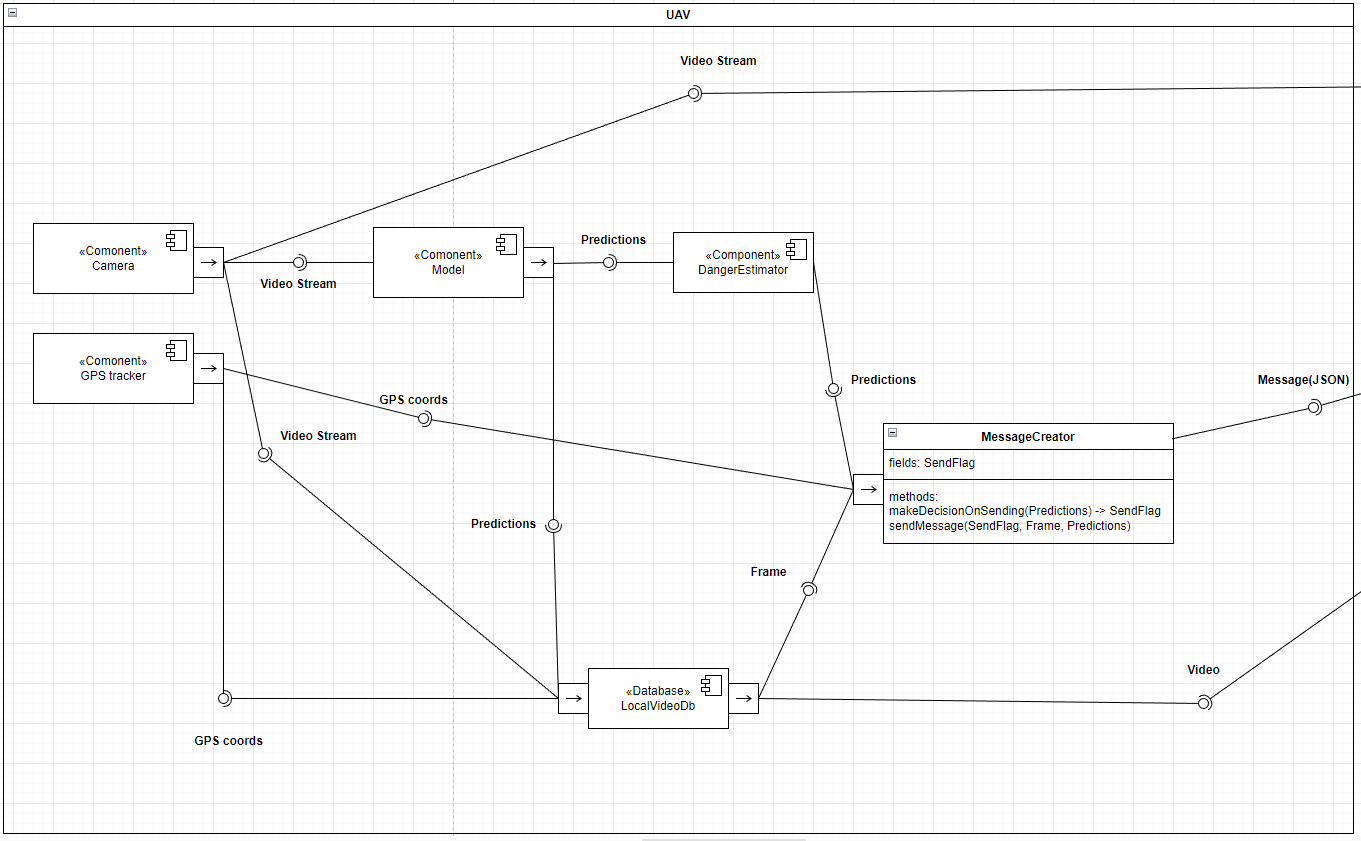 UAV
Video Stream
«Comonent»
Camera
Video Stream
«Comonent»
Model
Predictions
«Component»
DangerEstimator
«Comonent»
GPS tracker
GPS coords
Predictions
Message(JSON)
Video Stream
MessageCreator
fields: SendFlag
methods:
makeDecisionOnSending(Predictions) -> SendFlag
sendMessage(SendFlag, Frame, Predictions)
Predictions
Frame
«Database»
LocalVideoDb
Video
GPS coords